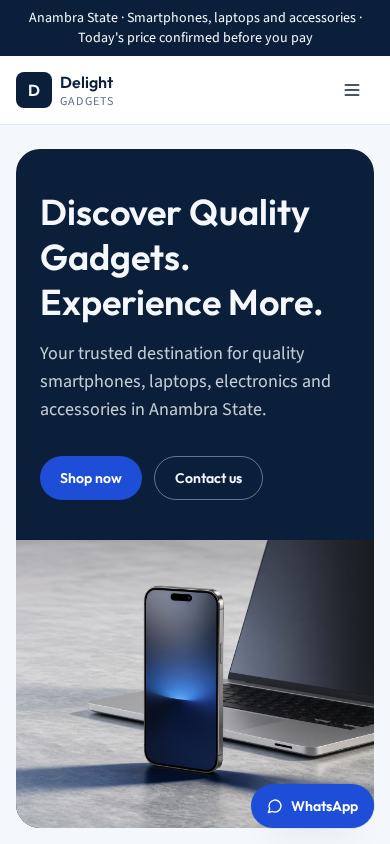 Anambra State · Smartphones, laptops and accessories ·
Today's price confirmed before you pay
D
Delight
GADGETS
Discover Quality
Gadgets.
Experience More.
Your trusted destination for quality
smartphones, laptops, electronics and
accessories in Anambra State.
Shop now
Contact us
WhatsApp